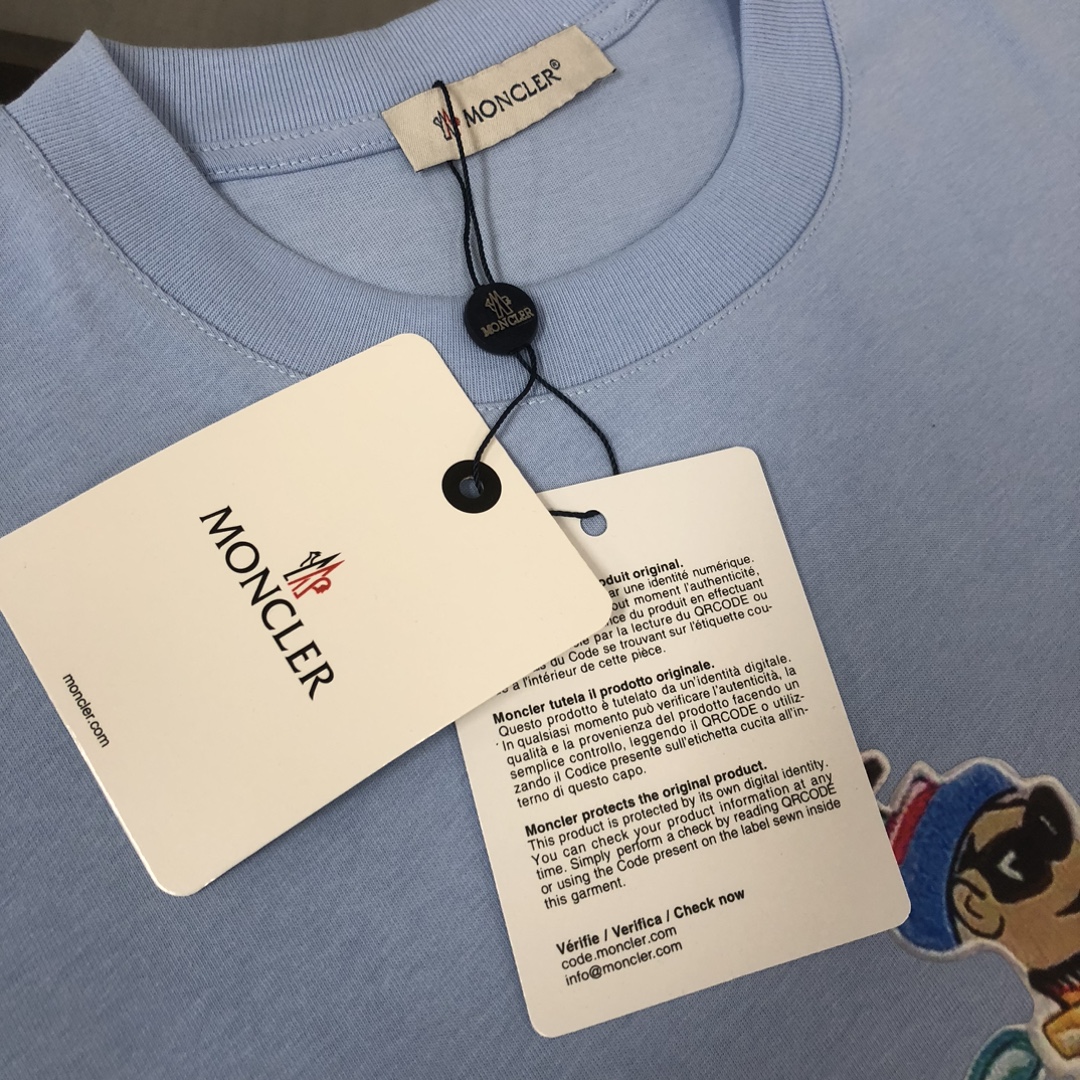 MONCLER®
MONCLER
MONCLER
moncler.com
duit original.
ar une identité numérique.
out moment l'authenticité,
ce du produit en effectuant
par la lecture du QRCODE ou
du Code se trouvant sur l'étiquette cou-
à l'intérieur de cette pièce.
Moncler tutela il prodotto originale.
Questo prodotto è tutelato da un'identità digitale.
In qualsiasi momento può verificare l'autenticità, la
qualità e la provenienza del prodotto facendo un
semplice controllo, leggendo il QRCODE o utiliz-
zando il Codice presente sull'etichetta cucita all'in-
terno di questo capo.
Moncler protects the original product.
This product is protected by its own digital identity.
You can check your product information at any
time. Simply perform a check by reading QRCODE
or using the Code present on the label sewn inside
this garment.
Vérifie / Verifica / Check now
code.moncler.com
info@moncler.com